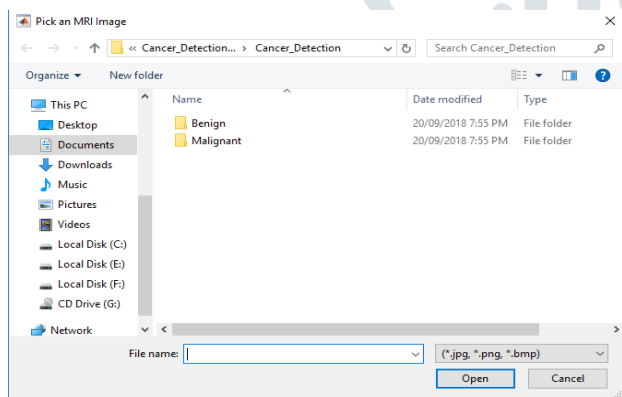 Pick an MRI Image
« Cancer_Detection... > Cancer_Detection
Search Cancer_Detection
Organize New folder
Name Date modified Type
This PC
Desktop
Documents
Downloads
Music
Pictures
Videos
Local Disk (C:)
Local Disk (E:)
Local Disk (F:)
CD Drive (G:)
Network
Benign 20/09/2018 7:55 PM File folder
Malignant 20/09/2018 7:55 PM File folder
File name: (*.jpg, *.png, *.bmp)
Open Cancel